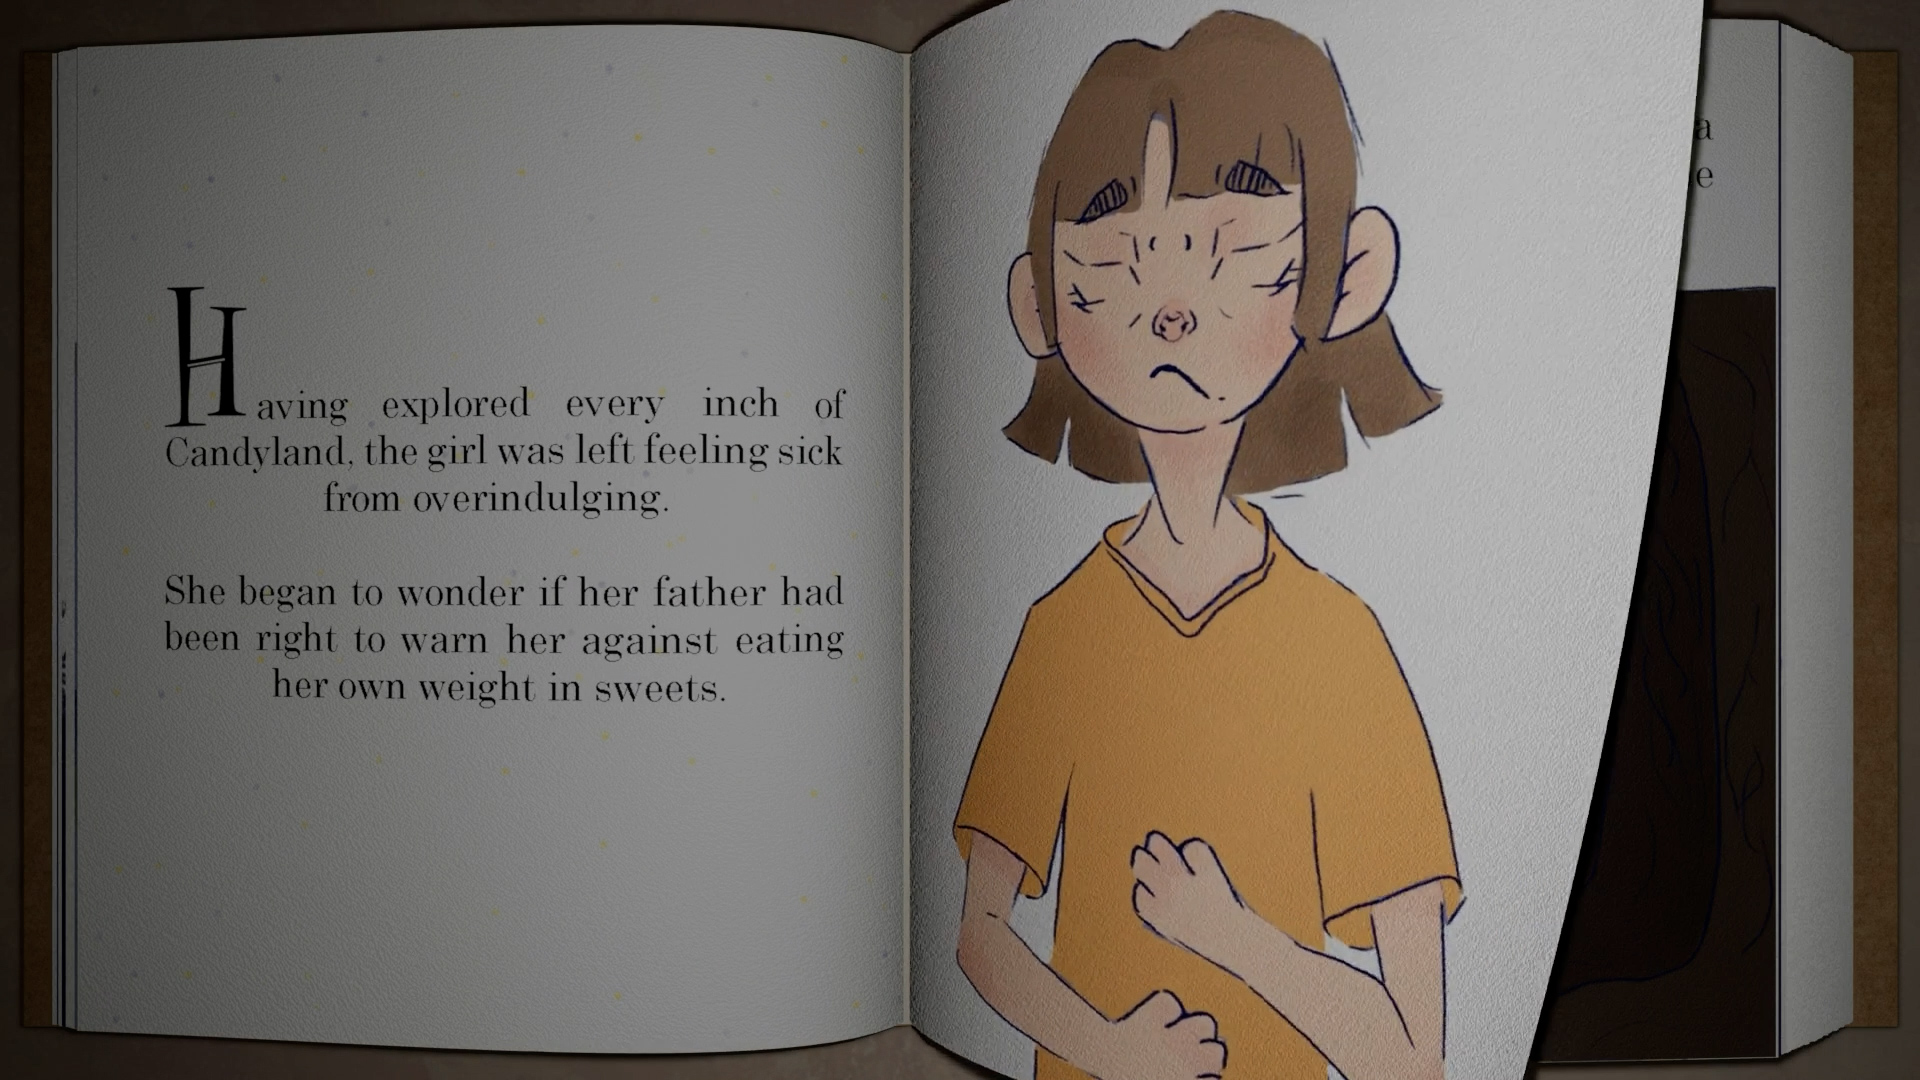 Having explored every inch of
Candyland, the girl was left feeling sick
from overindulging.
She began to wonder if her father had
been right to warn her against eating
her own weight in sweets.
a
e